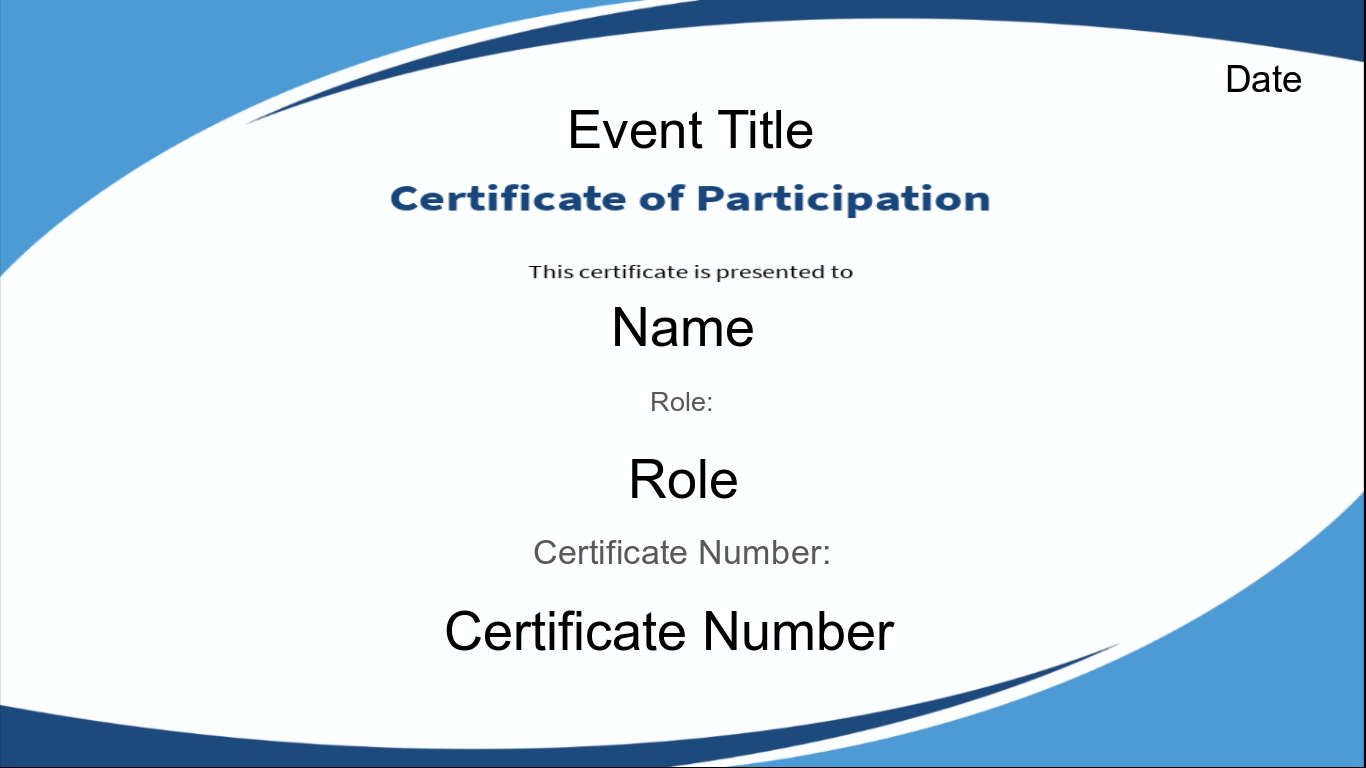 Date
Event Title
Certificate of Participation
This certificate is presented to
Name
Role:
Role
Certificate Number:
Certificate Number